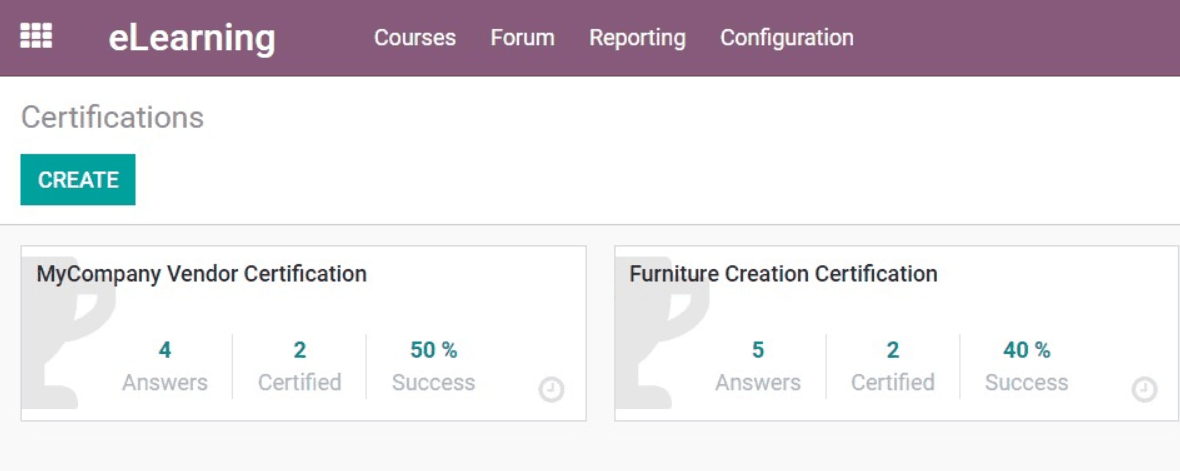 eLearning Courses Forum Reporting Configuration
Certifications
CREATE
MyCompany Vendor Certification
4 2 50 %
Answers Certified Success
Furniture Creation Certification
5 2 40 %
Answers Certified Success